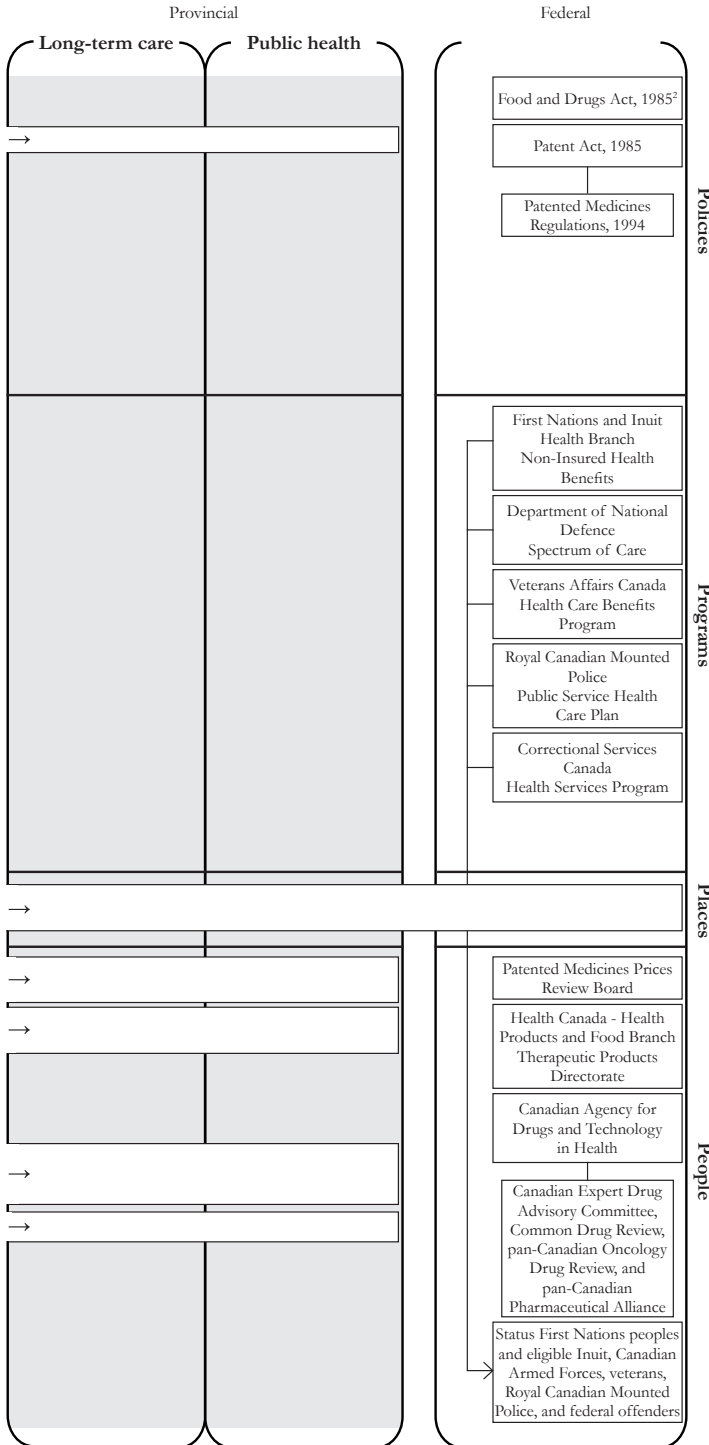 Provincial
Federal
Long-term care
Public health
Food and Drugs Act, 1985²
→
Patent Act, 1985
Patented Medicines
Regulations, 1994
Policies
First Nations and Inuit
Health Branch
Non-Insured Health
Benefits
Department of National
Defence
Spectrum of Care
Veterans Affairs Canada
Health Care Benefits
Program
Royal Canadian Mounted
Police
Public Service Health
Care Plan
Correctional Services
Canada
Health Services Program
Programs
→
Places
→
Patented Medicines Prices
Review Board
→
Health Canada - Health
Products and Food Branch
Therapeutic Products
Directorate
Canadian Agency for
Drugs and Technology
in Health
→
→
Canadian Expert Drug
Advisory Committee,
Common Drug Review,
pan-Canadian Oncology
Drug Review, and
pan-Canadian
Pharmaceutical Alliance
Status First Nations peoples
and eligible Inuit, Canadian
Armed Forces, veterans,
Royal Canadian Mounted
Police, and federal offenders
People